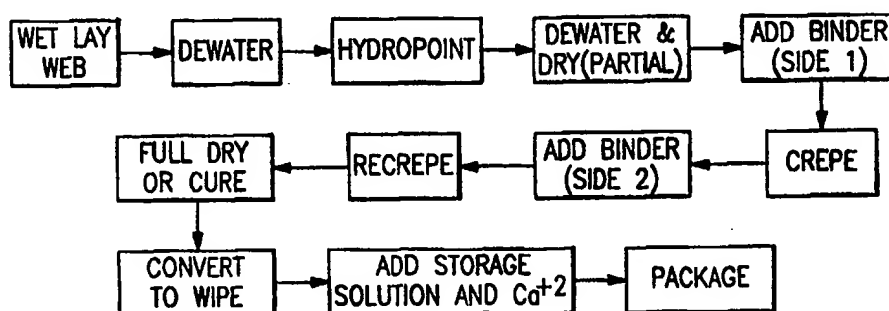 WET LAY
WEB
DEWATER
HYDROPOINT
DEWATER &
DRY(PARTIAL)
ADD BINDER
(SIDE 1)
CREPE
ADD BINDER
(SIDE 2)
RECREPE
FULL DRY
OR CURE
CONVERT
TO WIPE
ADD STORAGE
SOLUTION AND Ca+2
PACKAGE